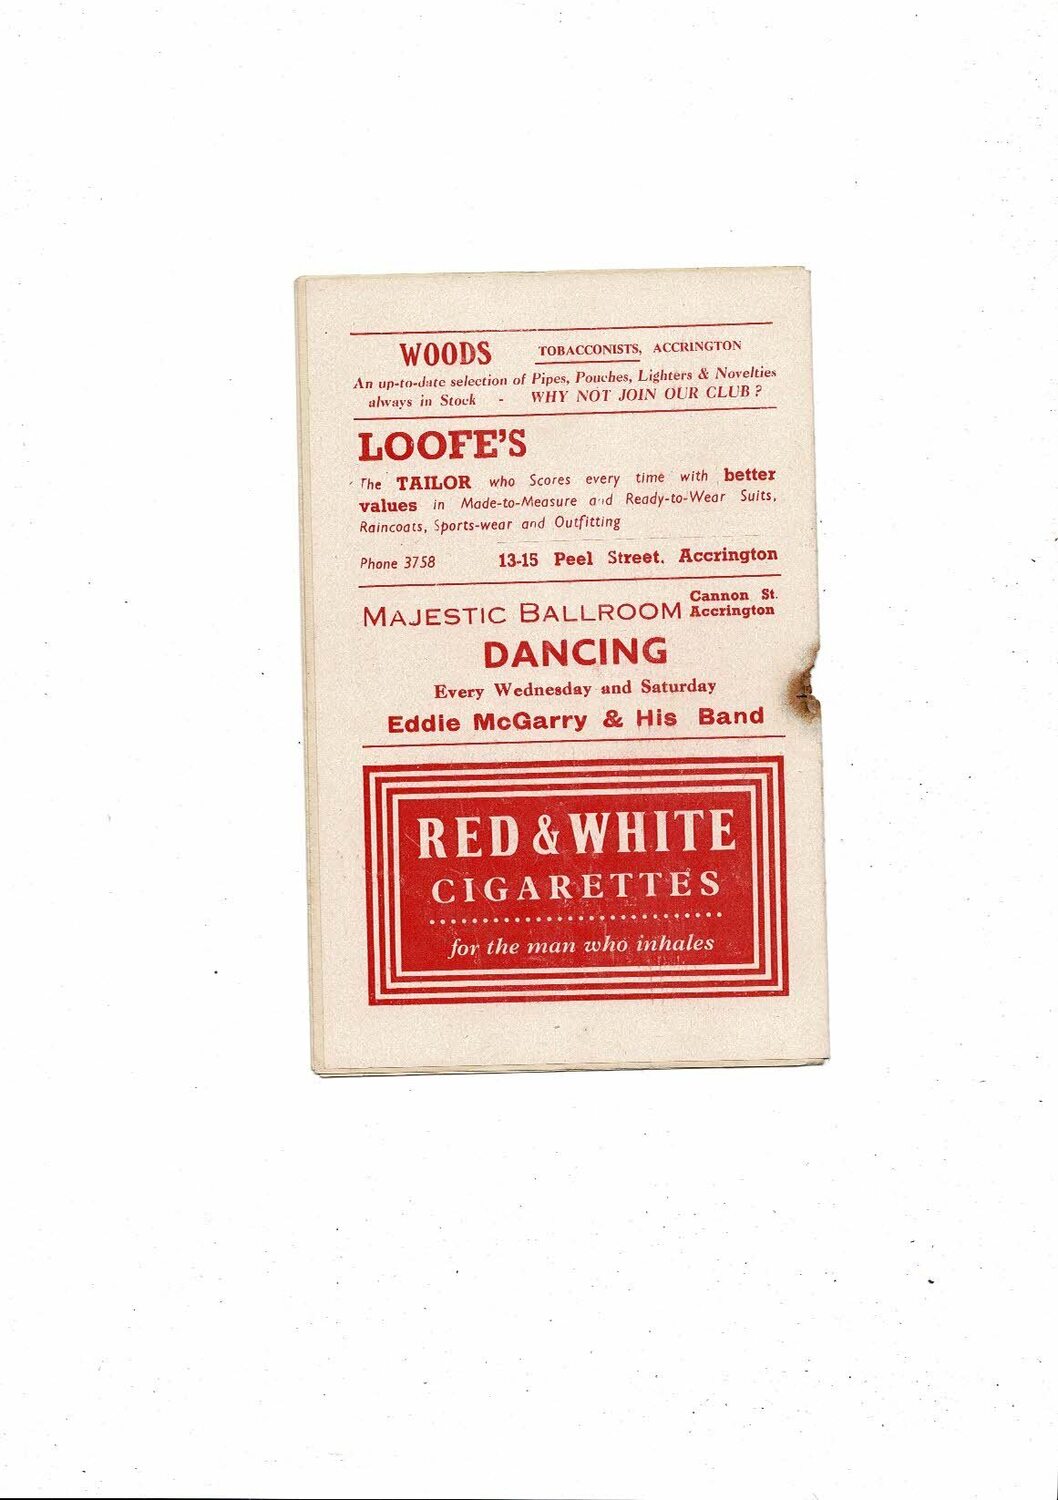 WOODS TOBACCONISTS, ACCRINGTON
An up-to-date selection of Pipes, Pouches, Lighters & Novelties
always in Stock - WHY NOT JOIN OUR CLUB ?
LOOFE'S
The TAILOR who Scores every time with better
values in Made-to-Measure and Ready-to-Wear Suits,
Raincoats, Sports-wear and Outfitting
Phone 3758 13-15 Peel Street. Accrington
MAJESTIC BALLROOM Cannon St.
Accrington
DANCING
Every Wednesday and Saturday
Eddie McGarry & His Band
RED & WHITE
CIGARETTES
for the man who inhales